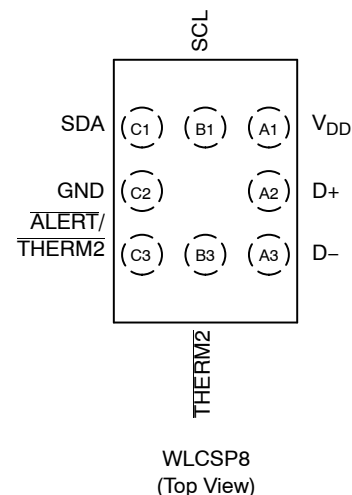 SCL
SDA C1 B1 A1 VDD
GND C2 A2 D+
ALERT/
THERM2 C3 B3 A3 D−
THERM2
WLCSP8
(Top View)